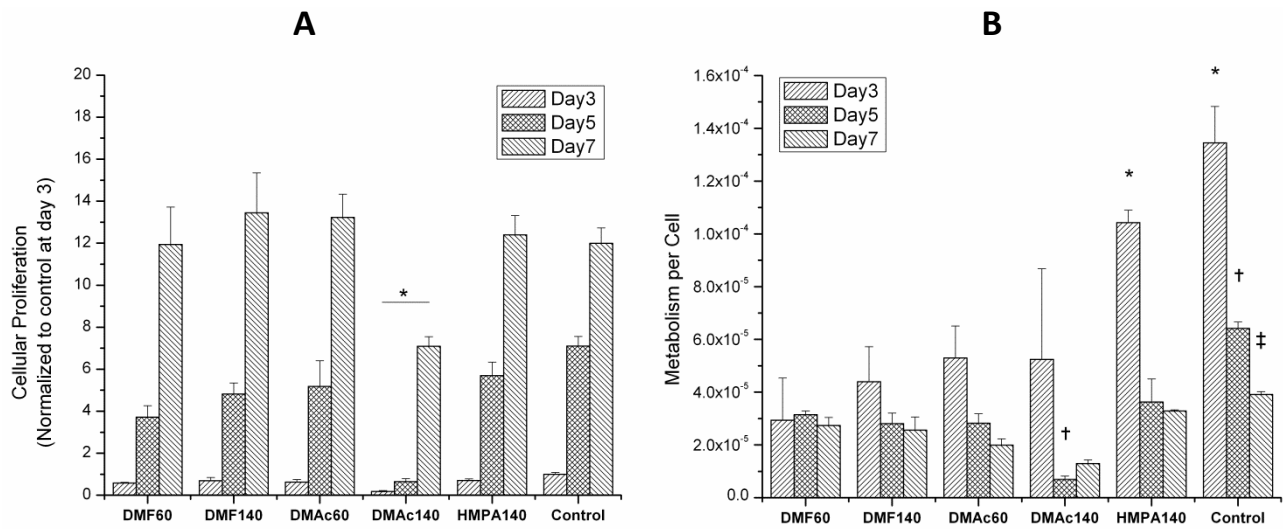 A
B
Cellular Proliferation
(Normalized to control at day 3)
20
18
16
14
12
10
8
6
4
2
0
Day3
Day5
Day7
*
DMF60 DMF140 DMAc60 DMAc140 HMPA140 Control
Metabolism per Cell
1.6x10⁻⁴
1.4x10⁻⁴
1.2x10⁻⁴
1.0x10⁻⁴
8.0x10⁻⁵
6.0x10⁻⁵
4.0x10⁻⁵
2.0x10⁻⁵
0.0
Day3
Day5
Day7
*
*
†
‡
†
DMF60 DMF140 DMAc60 DMAc140 HMPA140 Control